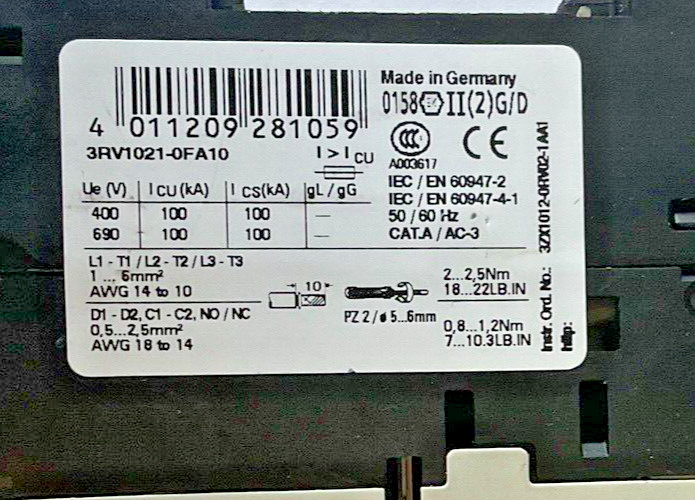 Made in Germany
0158 II(2)G/D
4 011209 281059
3RV1021-0FA10
I > I CU
A003617
CE
Ue (V) I CU (kA) I CS (kA) gL / gG
400 100 100 —
690 100 100 —
IEC / EN 60947-2
IEC / EN 60947-4-1
50 / 60 Hz
CAT.A / AC-3
L1 - T1 / L2 - T2 / L3 - T3
1 ... 6mm²
AWG 14 to 10
10
2...2,5Nm
18...22LB.IN
D1 - D2, C1 - C2, NO / NC
0,5...2,5mm²
AWG 18 to 14
PZ 2 / ø 5...6mm
0,8...1,2Nm
7...10.3LB.IN
Instr. Ord. No.: 3ZX1012-0RV02-1AA1
http: